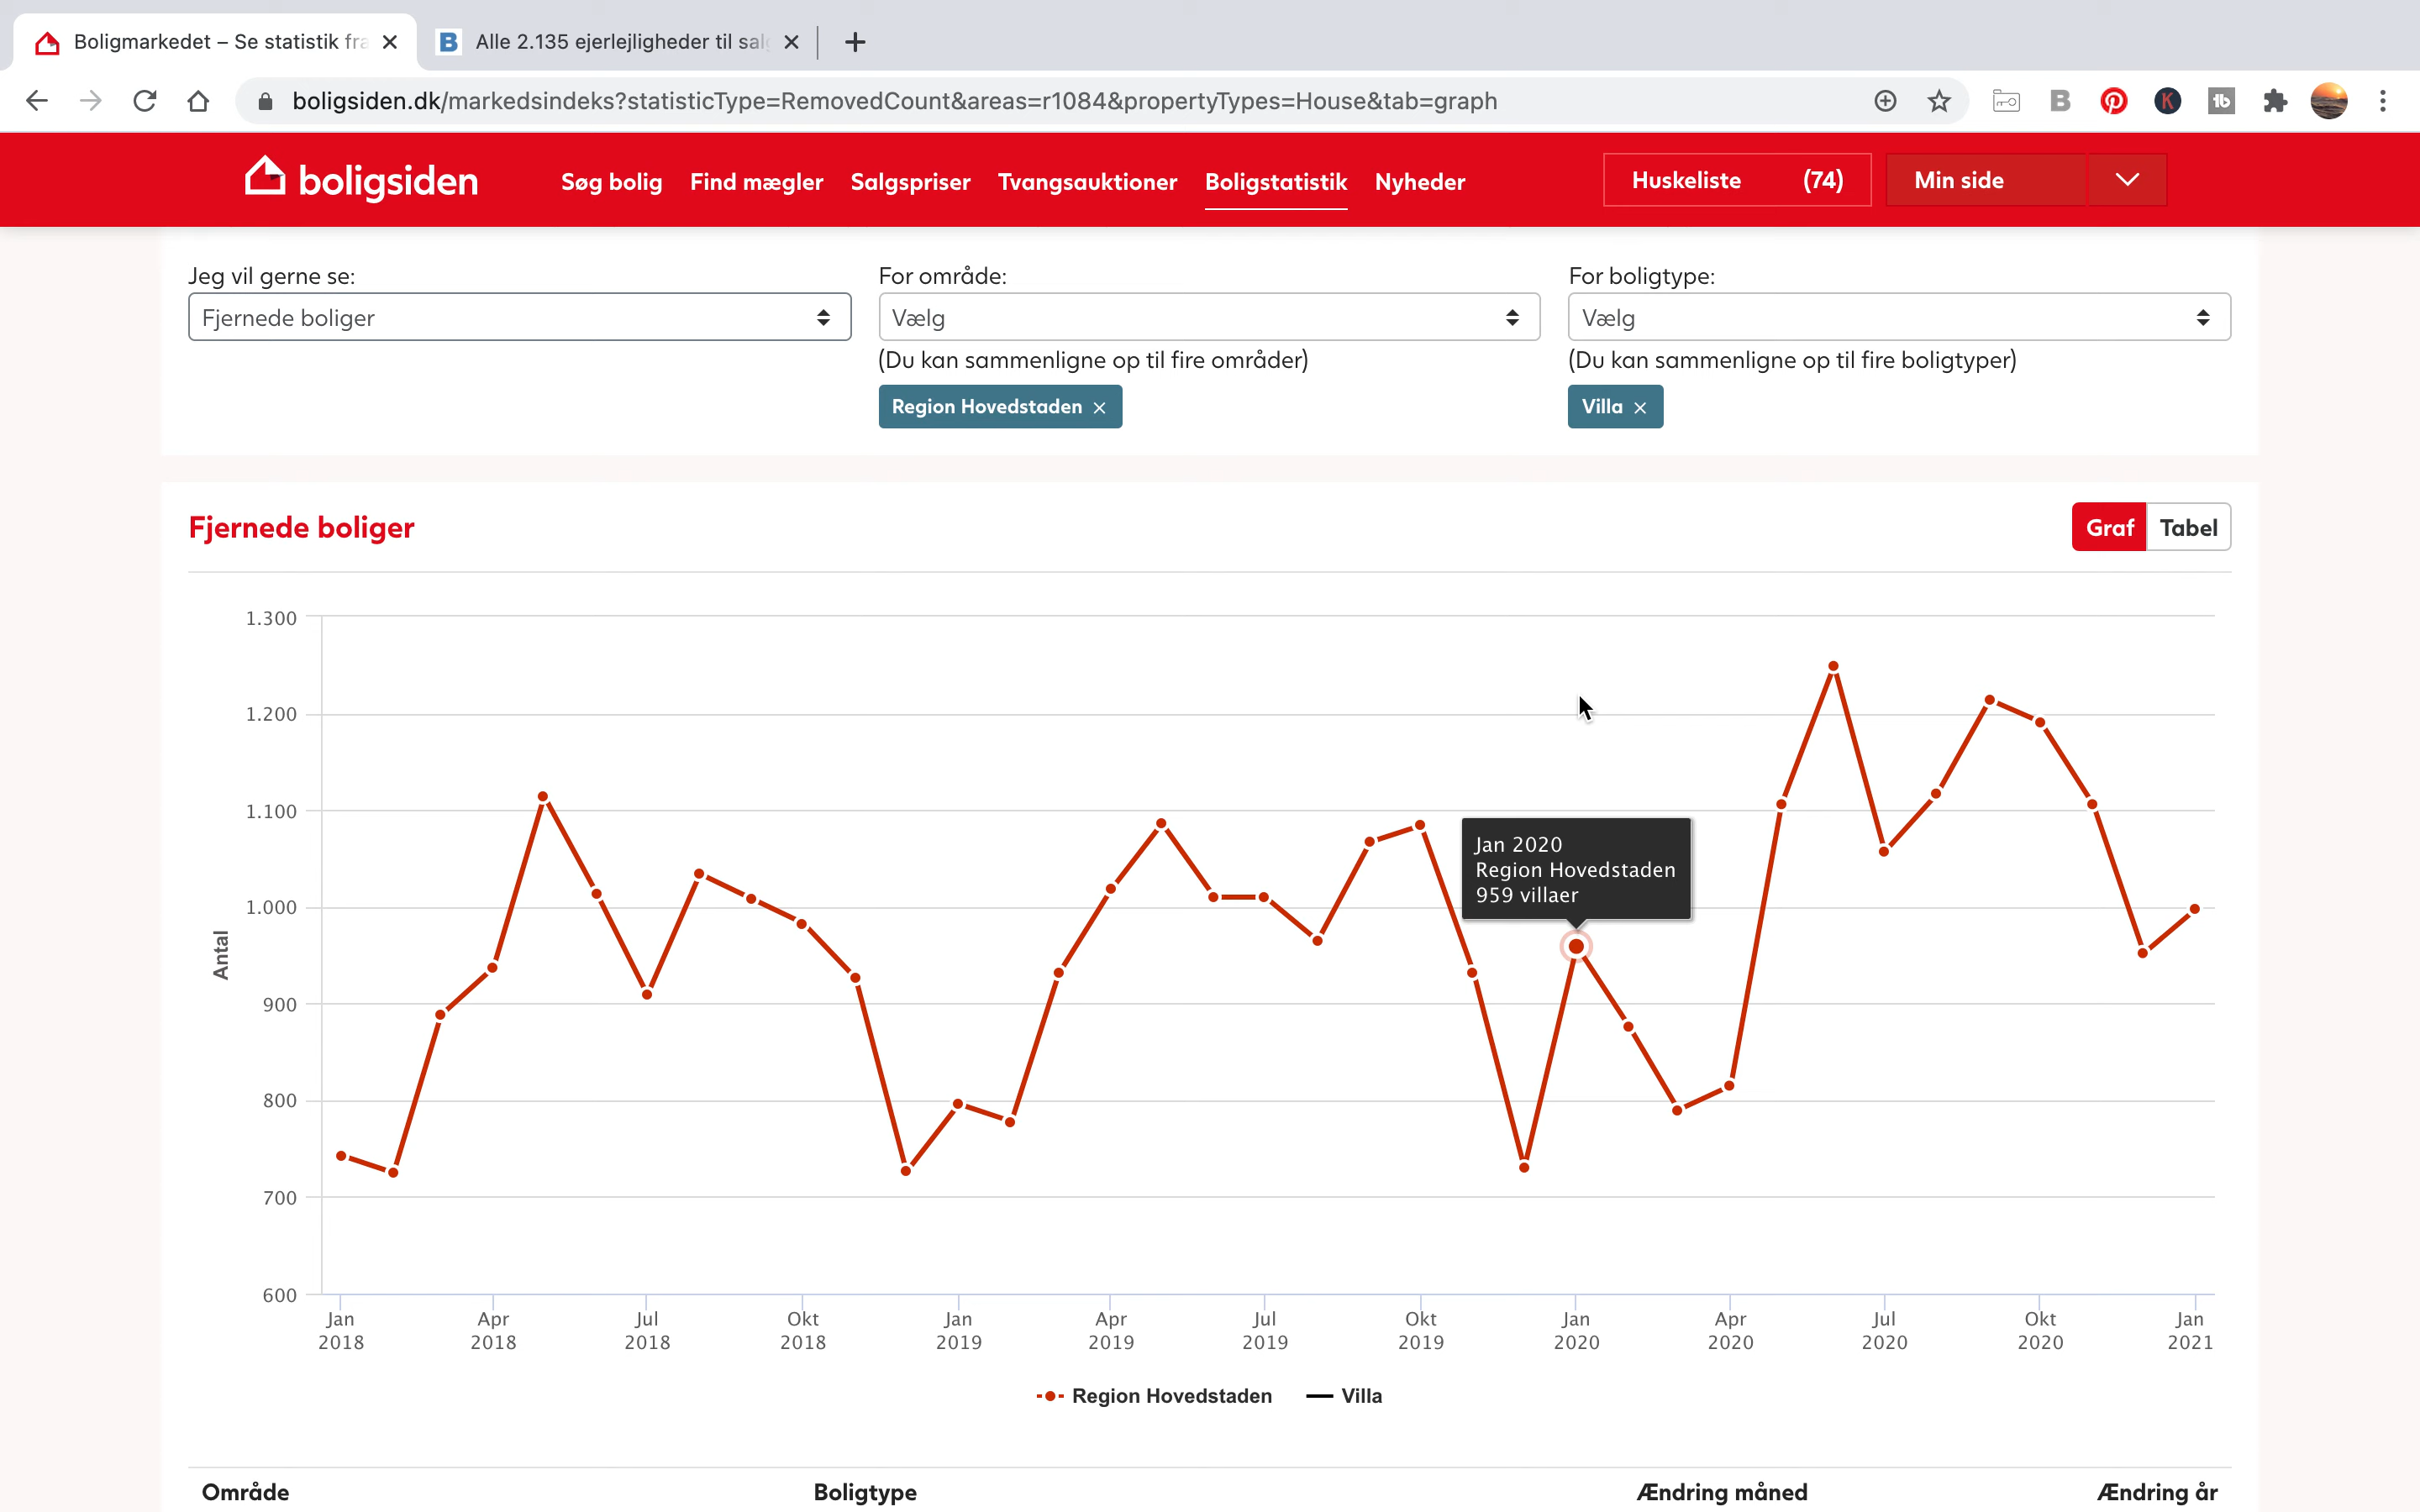 Boligmarkedet – Se statistik fra
Alle 2.135 ejerlejligheder til salg
boligsiden.dk/markedsindeks?statisticType=RemovedCount&areas=r1084&propertyTypes=House&tab=graph
boligsiden
Søg bolig
Find mægler
Salgspriser
Tvangsauktioner
Boligstatistik
Nyheder
Huskeliste (74)
Min side
Jeg vil gerne se:
Fjernede boliger
For område:
Vælg
(Du kan sammenligne op til fire områder)
Region Hovedstaden ×
For boligtype:
Vælg
(Du kan sammenligne op til fire boligtyper)
Villa ×
Fjernede boliger
Graf
Tabel
1.300
1.200
1.100
1.000
900
800
700
600
Antal
Jan 2020
Region Hovedstaden
959 villaer
Jan
2018
Apr
2018
Jul
2018
Okt
2018
Jan
2019
Apr
2019
Jul
2019
Okt
2019
Jan
2020
Apr
2020
Jul
2020
Okt
2020
Jan
2021
Region Hovedstaden
Villa
Område
Boligtype
Ændring måned
Ændring år